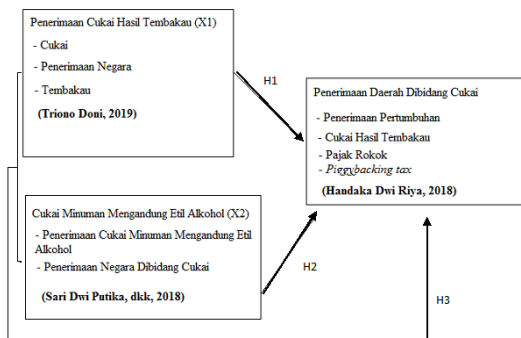 Penerimaan Cukai Hasil Tembakau (X1)
- Cukai
- Penerimaan Negara
- Tembakau
(Triono Doni, 2019)
H1
Penerimaan Daerah Dibidang Cukai
- Penerimaan Pertumbuhan
- Cukai Hasil Tembakau
- Pajak Rokok
- Piggybacking tax
(Handaka Dwi Riya, 2018)
Cukai Minuman Mengandung Etil Alkohol (X2)
- Penerimaan Cukai Minuman Mengandung Etil
Alkohol
- Penerimaan Negara Dibidang Cukai
(Sari Dwi Putika, dkk, 2018)
H2
H3